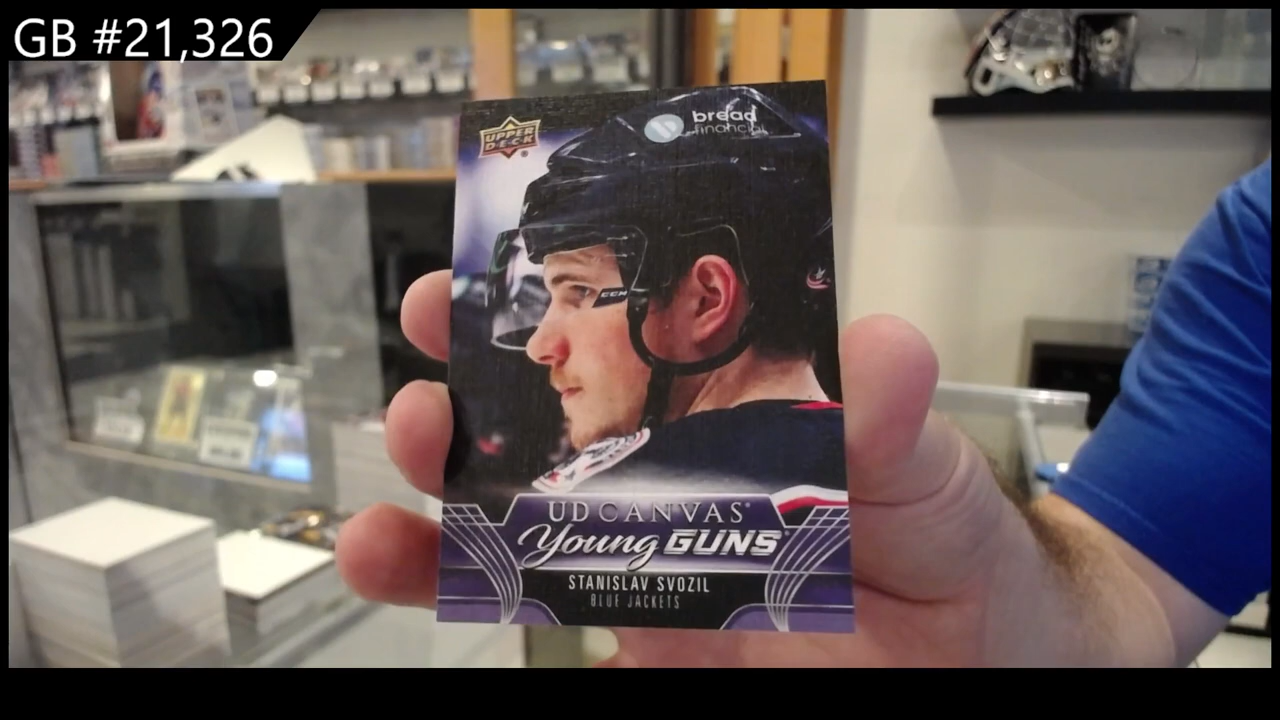 GB #21,326
bread
financial
UPPER
DECK
CCM
UD CANVAS
Young GUNS
STANISLAV SVOZIL
BLUE JACKETS